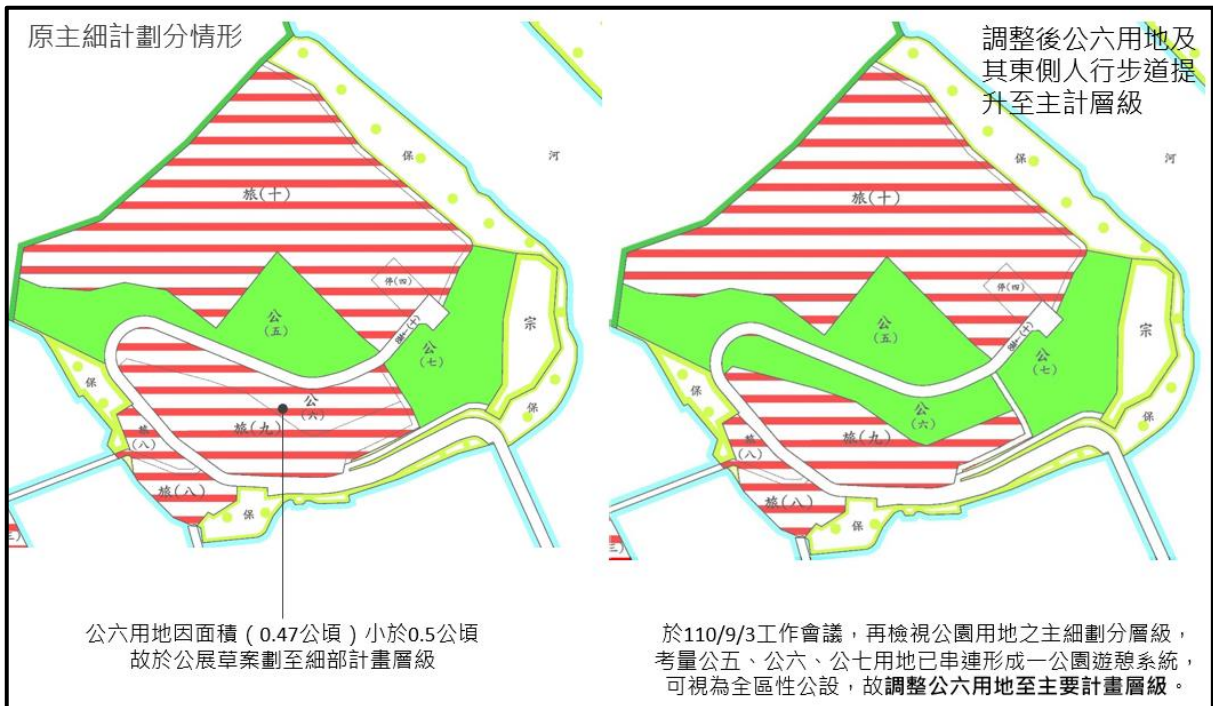 原主細計劃分情形
保
河
旅(十)
停(四)
公
(五)
公
(七)
宗
保
保
公
(六)
旅(九)
旅
(八)
旅(八)
保
三)
公六用地因面積(0.47公頃)小於0.5公頃
故於公展草案劃至細部計畫層級
調整後公六用地及
其東側人行步道提
升至主計層級
保
河
旅(十)
停(四)
公
(五)
公
(七)
宗
保
保
公
(六)
旅(九)
旅
(八)
旅(八)
保
三)
於110/9/3工作會議,再檢視公園用地之主細劃分層級,
考量公五、公六、公七用地已串連形成一公園遊憩系統,
可視為全區性公設,故調整公六用地至主要計畫層級。